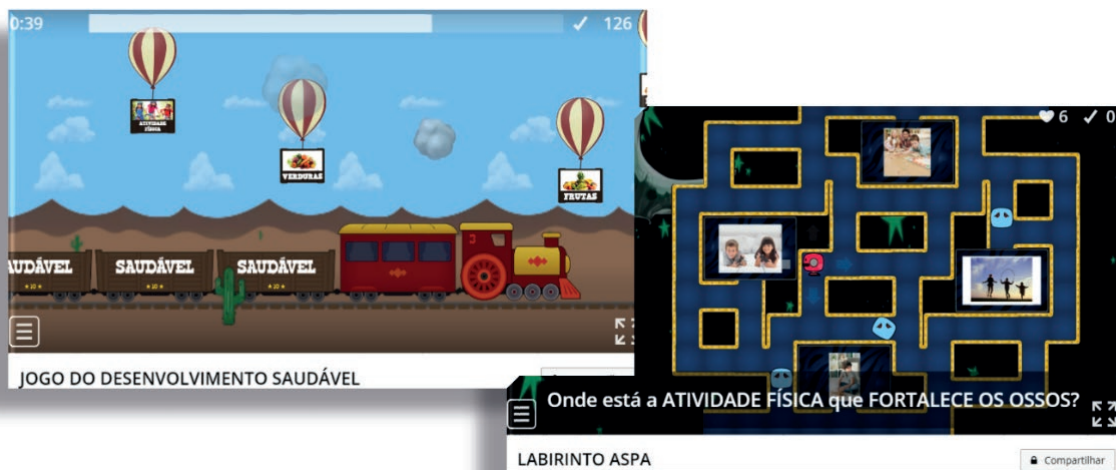 0:39
✓ 126
ATIVIDADE
FÍSICA
VERDURAS
FRUTAS
SAUDÁVEL
SAUDÁVEL
JOGO DO DESENVOLVIMENTO SAUDÁVEL
6 ✓ 0
Onde está a ATIVIDADE FÍSICA que FORTALECE OS OSSOS?
LABIRINTO ASPA
Compartilhar